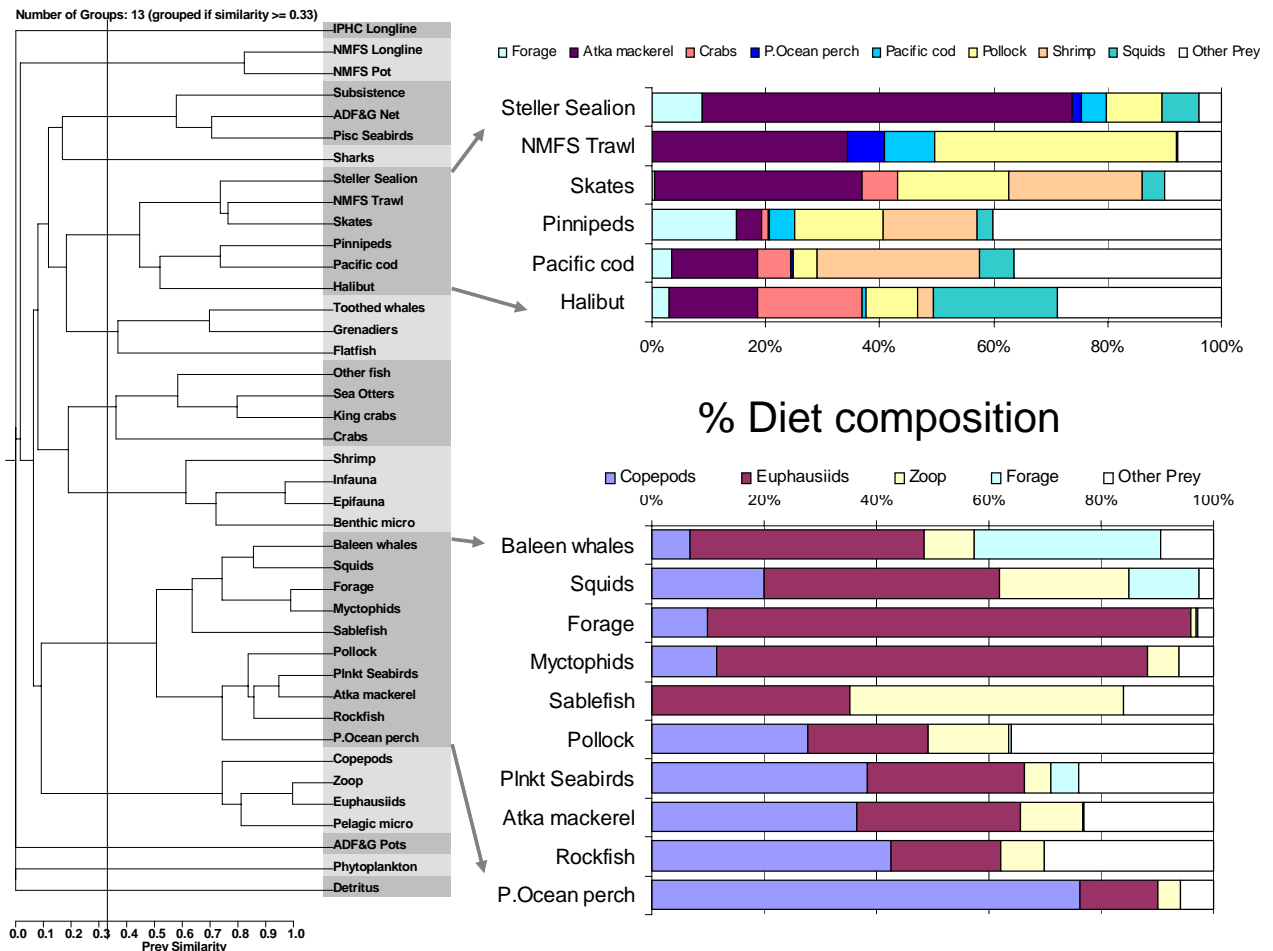 Number of Groups: 13 (grouped if similarity >= 0.33)
IPHC Longline
NMFS Longline
NMFS Pot
Subsistence
ADF&G Net
Pisc Seabirds
Sharks
Steller Sealion
NMFS Trawl
Skates
Pinnipeds
Pacific cod
Halibut
Toothed whales
Grenadiers
Flatfish
Other fish
Sea Otters
King crabs
Crabs
Shrimp
Infauna
Epifauna
Benthic micro
Baleen whales
Squids
Forage
Myctophids
Sablefish
Pollock
Plnkt Seabirds
Atka mackerel
Rockfish
P.Ocean perch
Copepods
Zoop
Euphausiids
Pelagic micro
ADF&G Pots
Phytoplankton
Detritus
0.0 0.1 0.2 0.3 0.4 0.5 0.6 0.7 0.8 0.9 1.0
Prey Similarity
Forage Atka mackerel Crabs P.Ocean perch Pacific cod Pollock Shrimp Squids Other Prey
Steller Sealion
NMFS Trawl
Skates
Pinnipeds
Pacific cod
Halibut
0% 20% 40% 60% 80% 100%
% Diet composition
Copepods Euphausiids Zoop Forage Other Prey
0% 20% 40% 60% 80% 100%
Baleen whales
Squids
Forage
Myctophids
Sablefish
Pollock
Plnkt Seabirds
Atka mackerel
Rockfish
P.Ocean perch